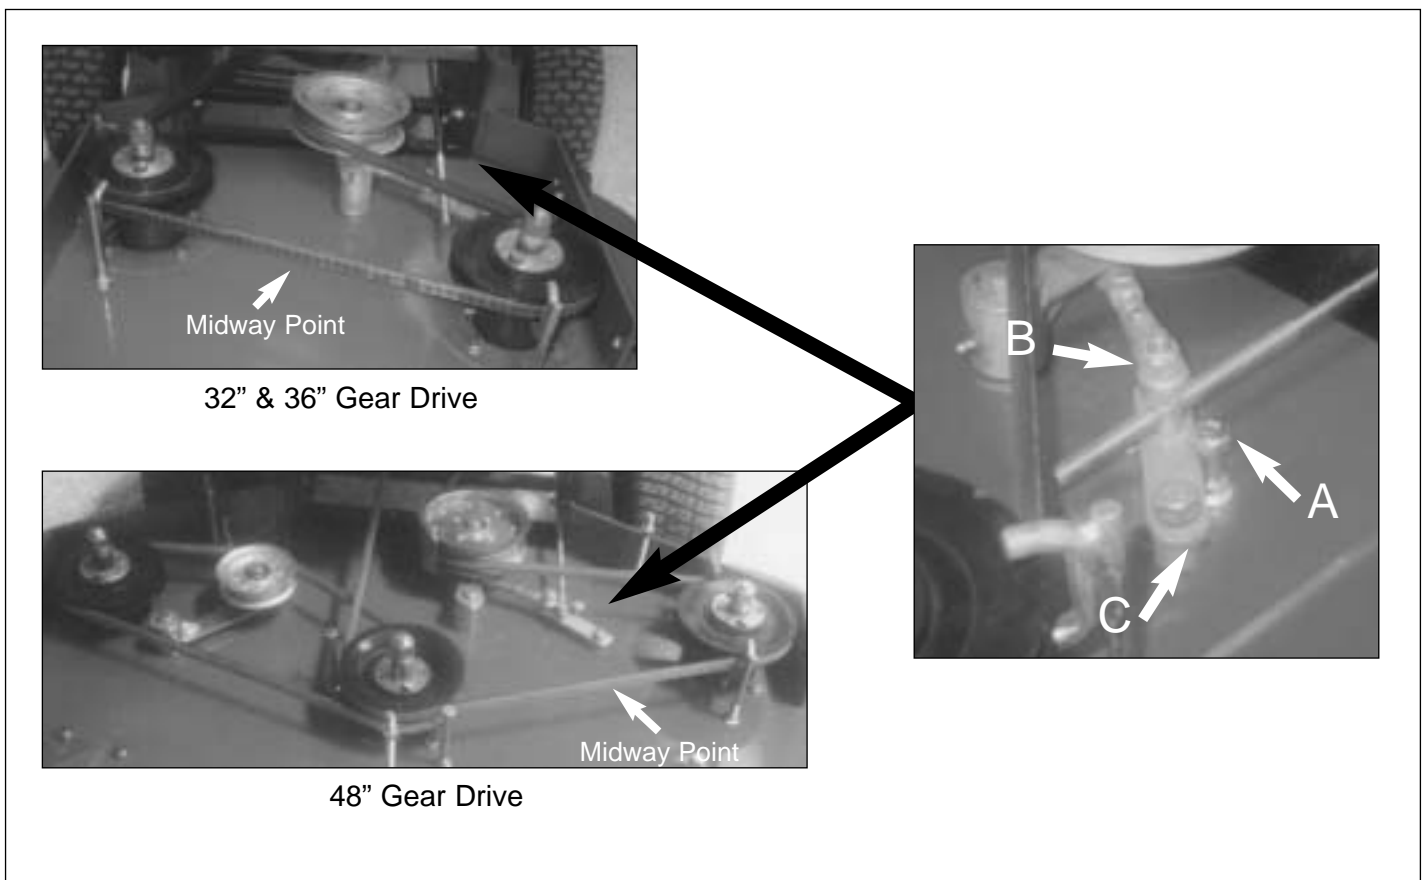 Midway Point
32” & 36” Gear Drive
B
A
C
Midway Point
48” Gear Drive